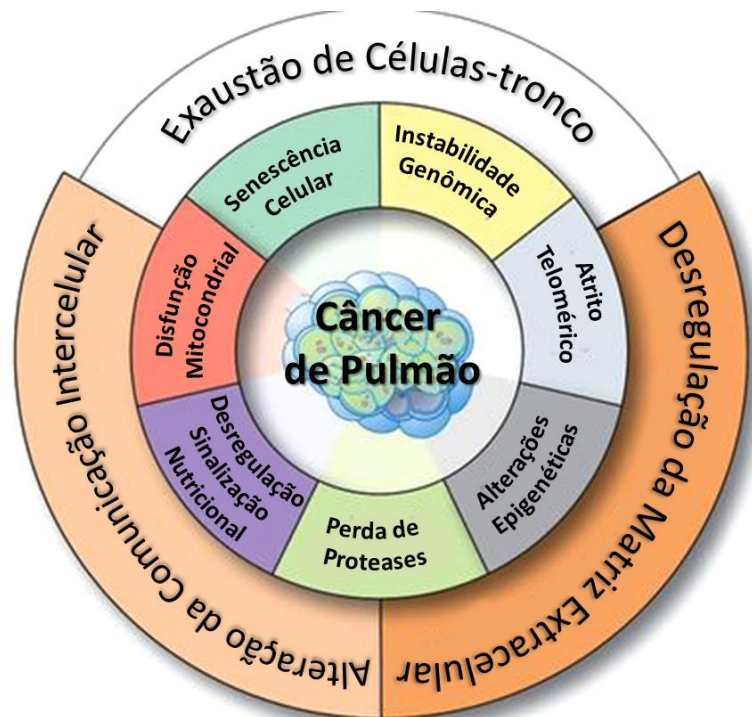 Exaustão de Células-tronco
Desregulação da Matriz Extracelular
Alteração da Comunicação Intercelular
Instabilidade
Genômica
Atrito
Telomérico
Alterações
Epigenéticas
Perda de
Proteases
Desregulação
Sinalização
Nutricional
Disfunção
Mitocondrial
Senescência
Celular
Câncer
de Pulmão